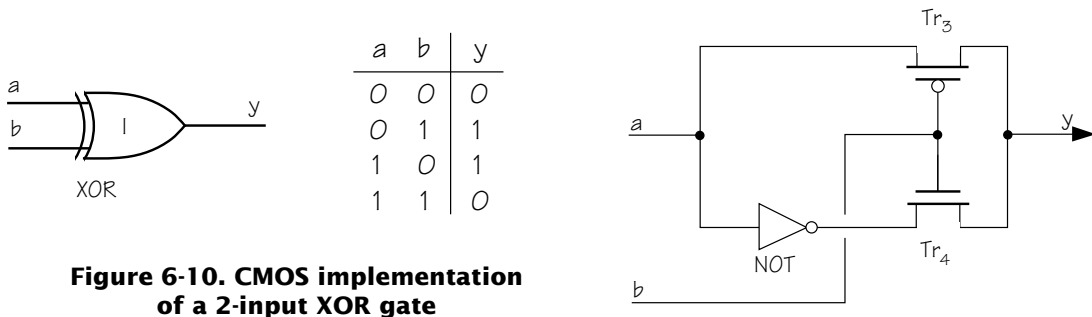 a
b
|
y
XOR
a b y
0 0 0
0 1 1
1 0 1
1 1 0
Figure 6-10. CMOS implementation
of a 2-input XOR gate
Tr3
a
y
NOT
Tr4
b